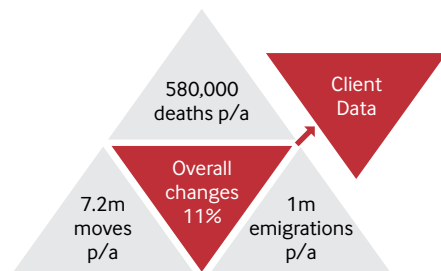 580,000
deaths p/a
Client
Data
Overall
changes
11%
7.2m
moves
p/a
1m
emigrations
p/a